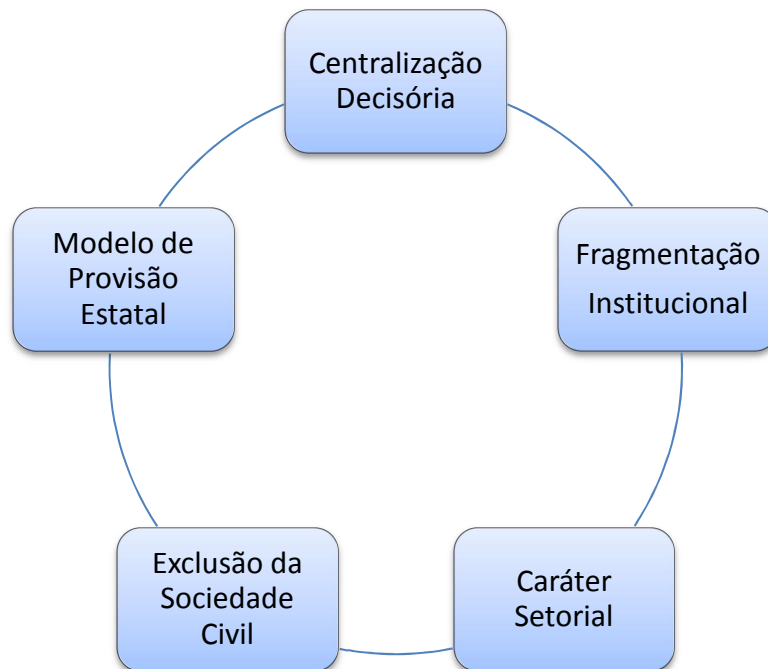 Centralização
Decisória
Fragmentação
Institucional
Caráter
Setorial
Exclusão da
Sociedade
Civil
Modelo de
Provisão
Estatal